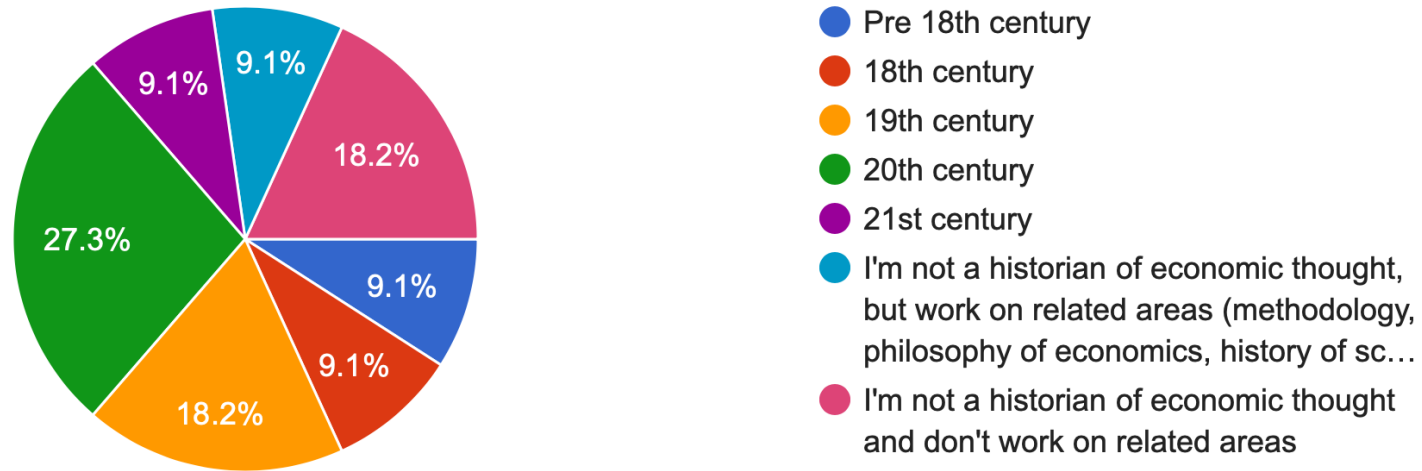 9.1%
9.1%
18.2%
27.3%
9.1%
9.1%
18.2%
Pre 18th century
18th century
19th century
20th century
21st century
I'm not a historian of economic thought,
but work on related areas (methodology,
philosophy of economics, history of sc…
I'm not a historian of economic thought
and don't work on related areas